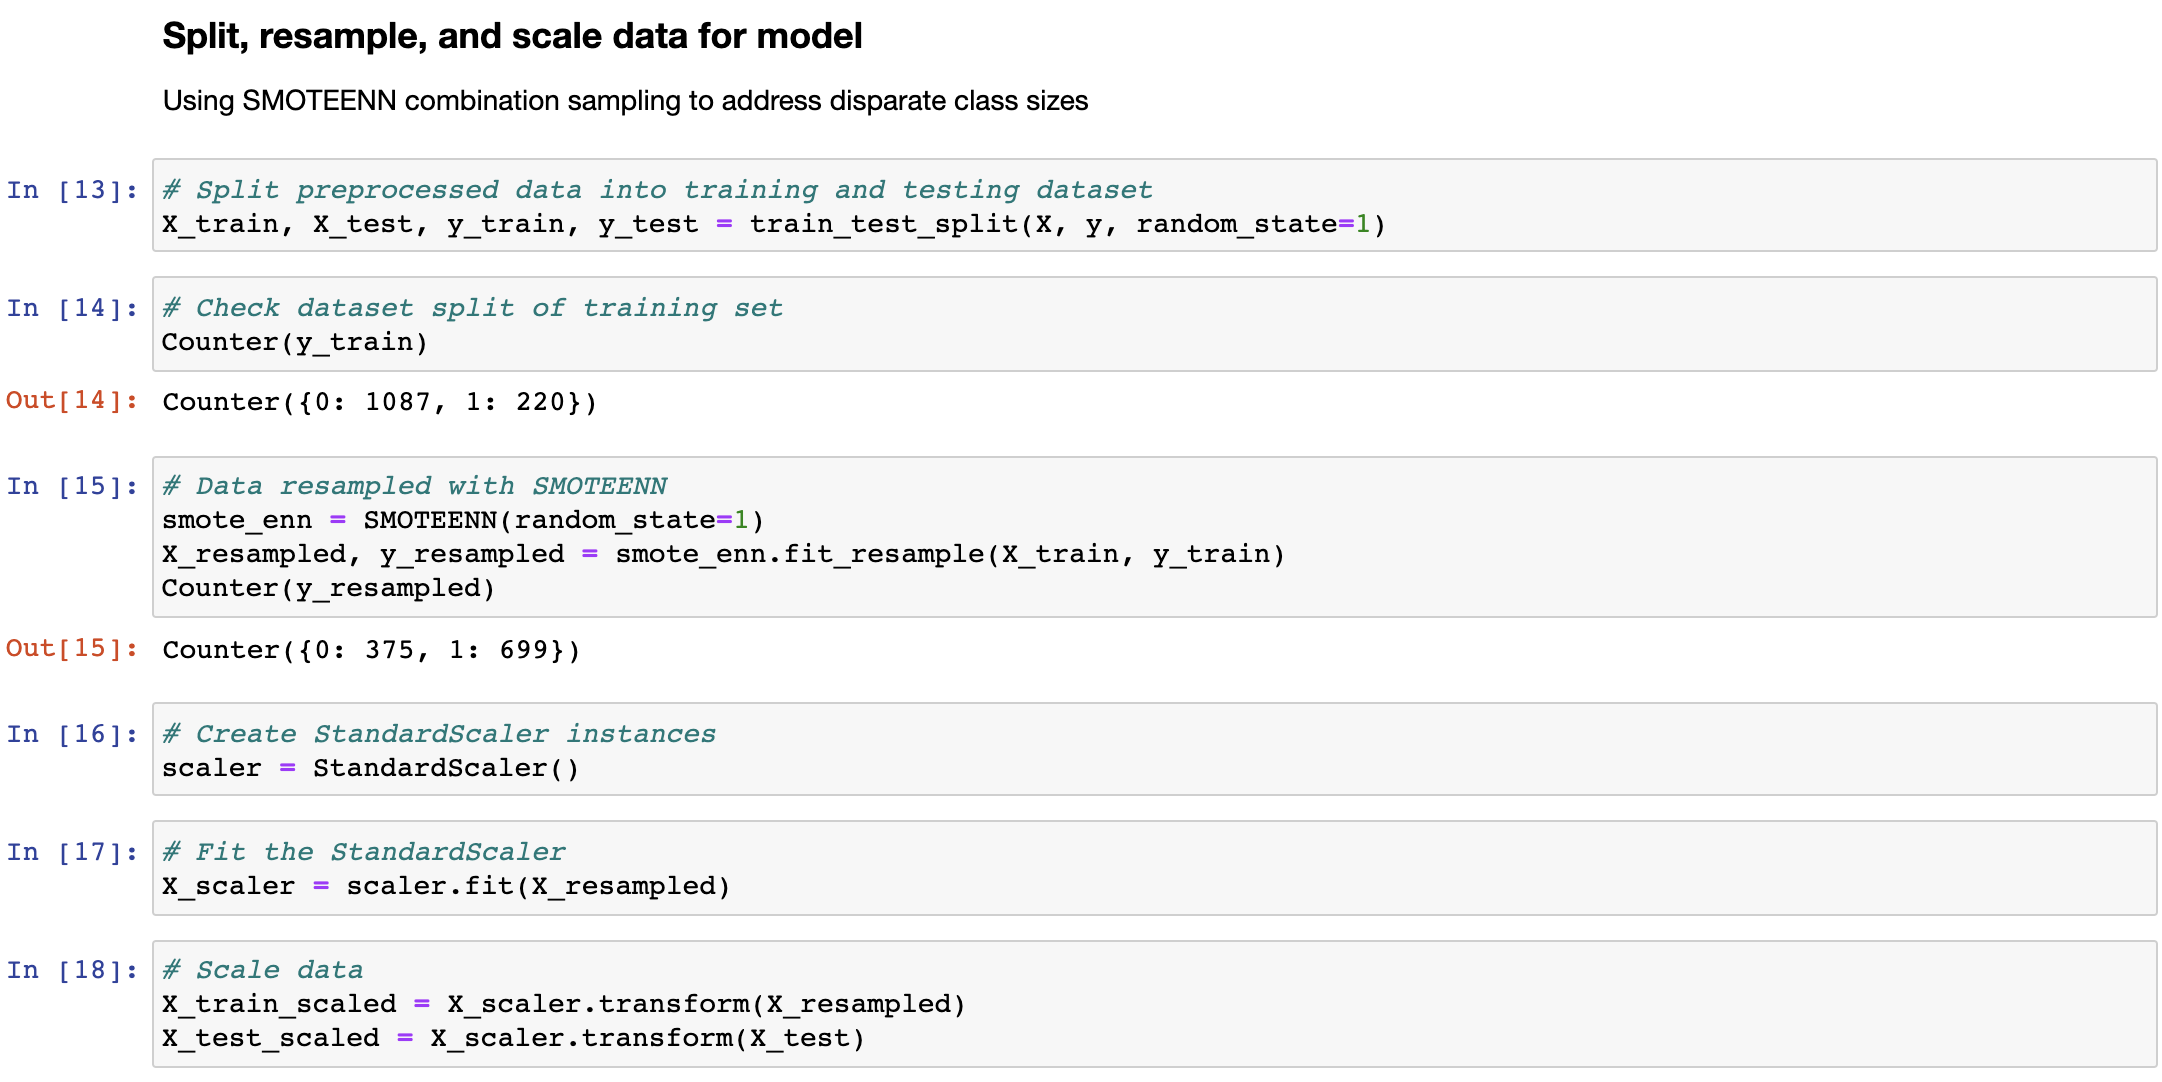 Split, resample, and scale data for model
Using SMOTEENN combination sampling to address disparate class sizes
In [13]: # Split preprocessed data into training and testing dataset
X_train, X_test, y_train, y_test = train_test_split(X, y, random_state=1)
In [14]: # Check dataset split of training set
Counter(y_train)
Out[14]: Counter({0: 1087, 1: 220})
In [15]: # Data resampled with SMOTEENN
smote_enn = SMOTEENN(random_state=1)
X_resampled, y_resampled = smote_enn.fit_resample(X_train, y_train)
Counter(y_resampled)
Out[15]: Counter({0: 375, 1: 699})
In [16]: # Create StandardScaler instances
scaler = StandardScaler()
In [17]: # Fit the StandardScaler
X_scaler = scaler.fit(X_resampled)
In [18]: # Scale data
X_train_scaled = X_scaler.transform(X_resampled)
X_test_scaled = X_scaler.transform(X_test)